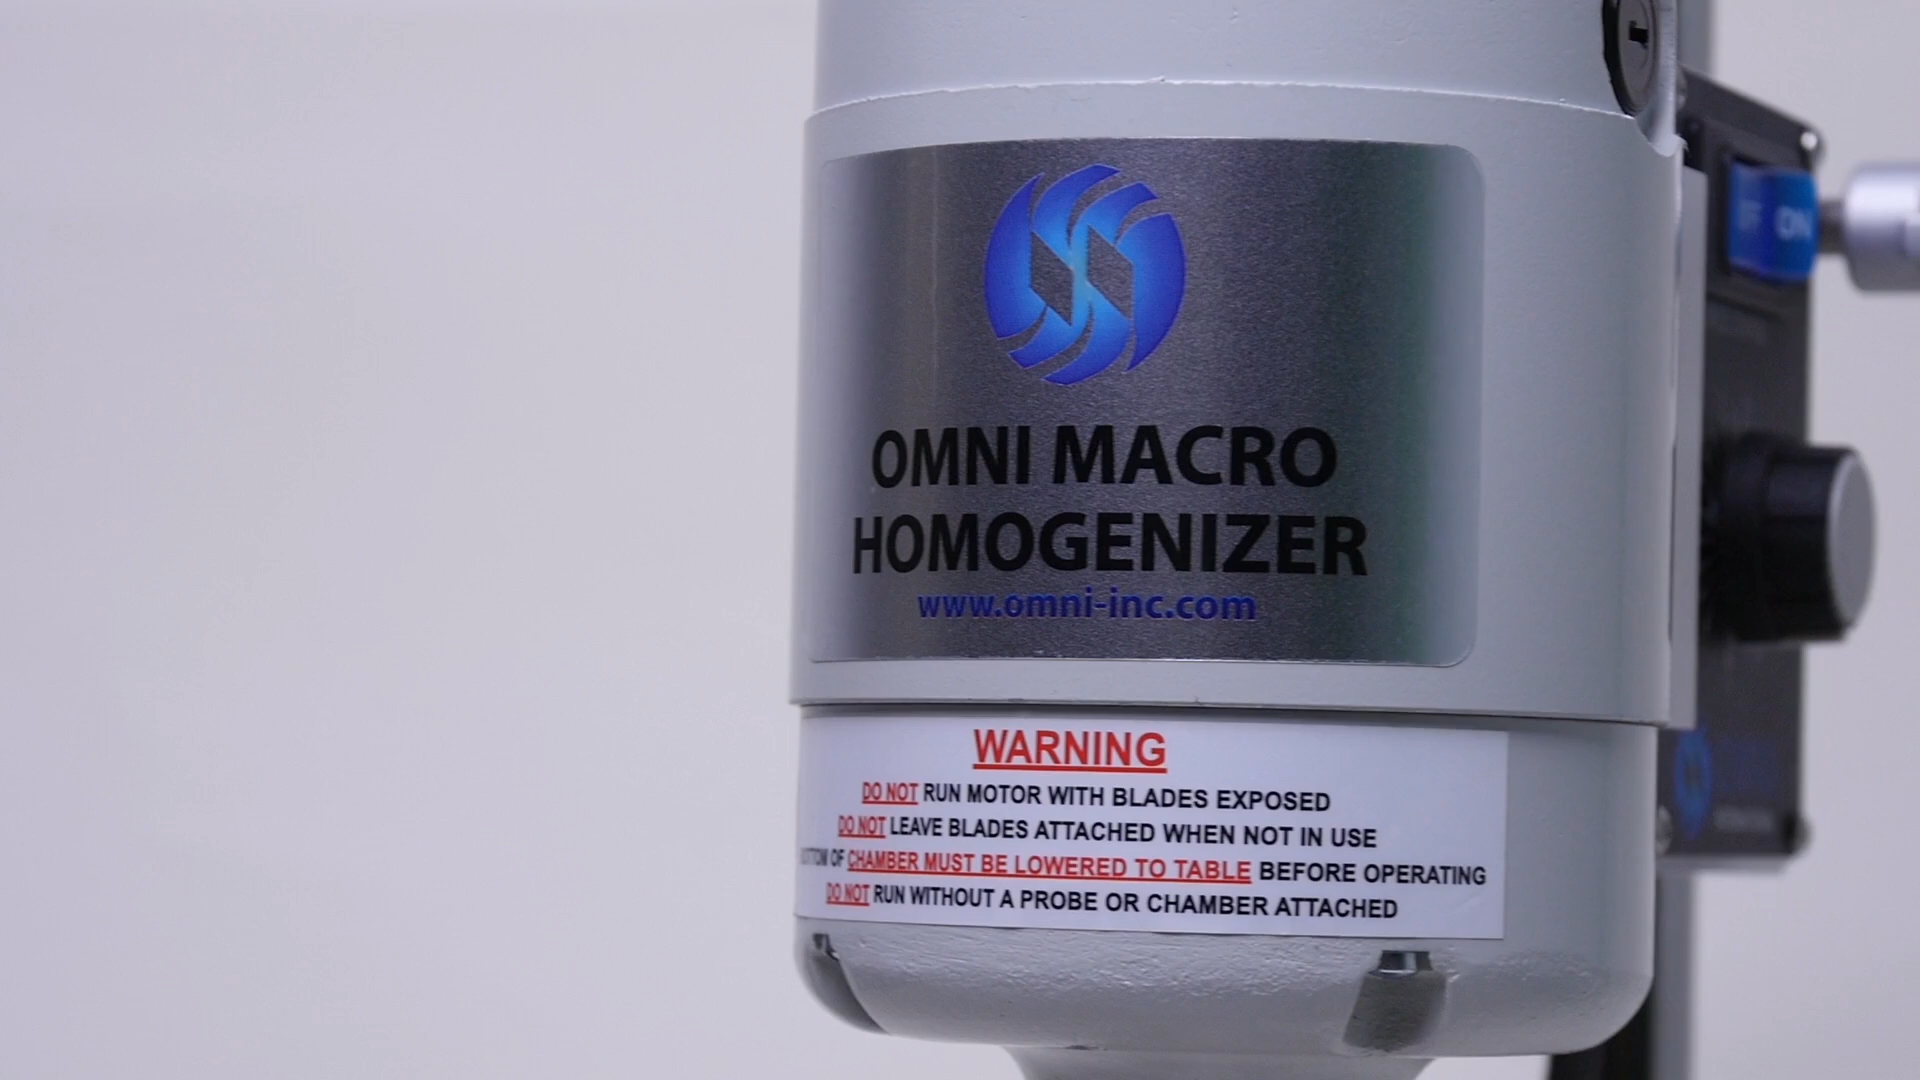 ON
OMNI MACRO
HOMOGENIZER
www.omni-inc.com
WARNING
DO NOT RUN MOTOR WITH BLADES EXPOSED
DO NOT LEAVE BLADES ATTACHED WHEN NOT IN USE
BOTTOM OF CHAMBER MUST BE LOWERED TO TABLE BEFORE OPERATING
DO NOT RUN WITHOUT A PROBE OR CHAMBER ATTACHED